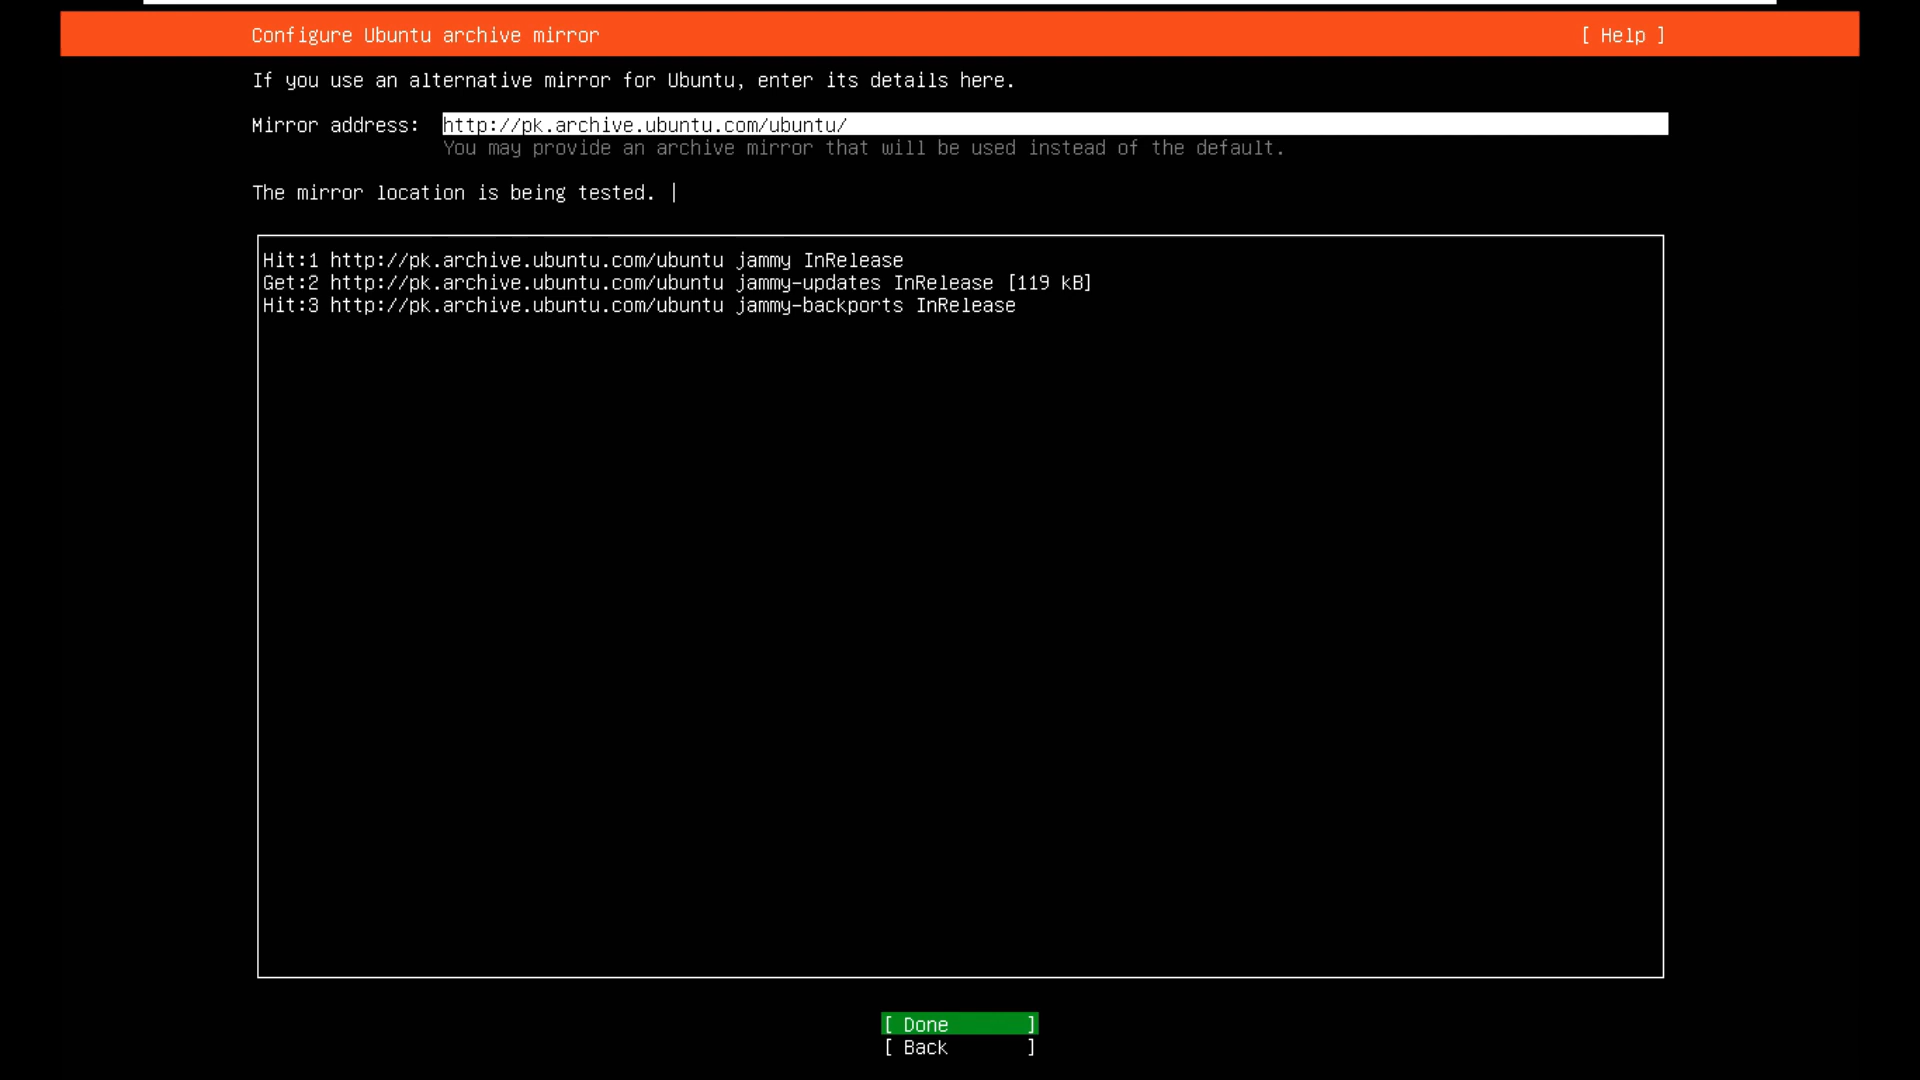 Configure Ubuntu archive mirror [ Help ]
If you use an alternative mirror for Ubuntu, enter its details here.
Mirror address: http://pk.archive.ubuntu.com/ubuntu/
You may provide an archive mirror that will be used instead of the default.
The mirror location is being tested. |
Hit:1 http://pk.archive.ubuntu.com/ubuntu jammy InRelease
Get:2 http://pk.archive.ubuntu.com/ubuntu jammy-updates InRelease [119 kB]
Hit:3 http://pk.archive.ubuntu.com/ubuntu jammy-backports InRelease
[ Done ]
[ Back ]